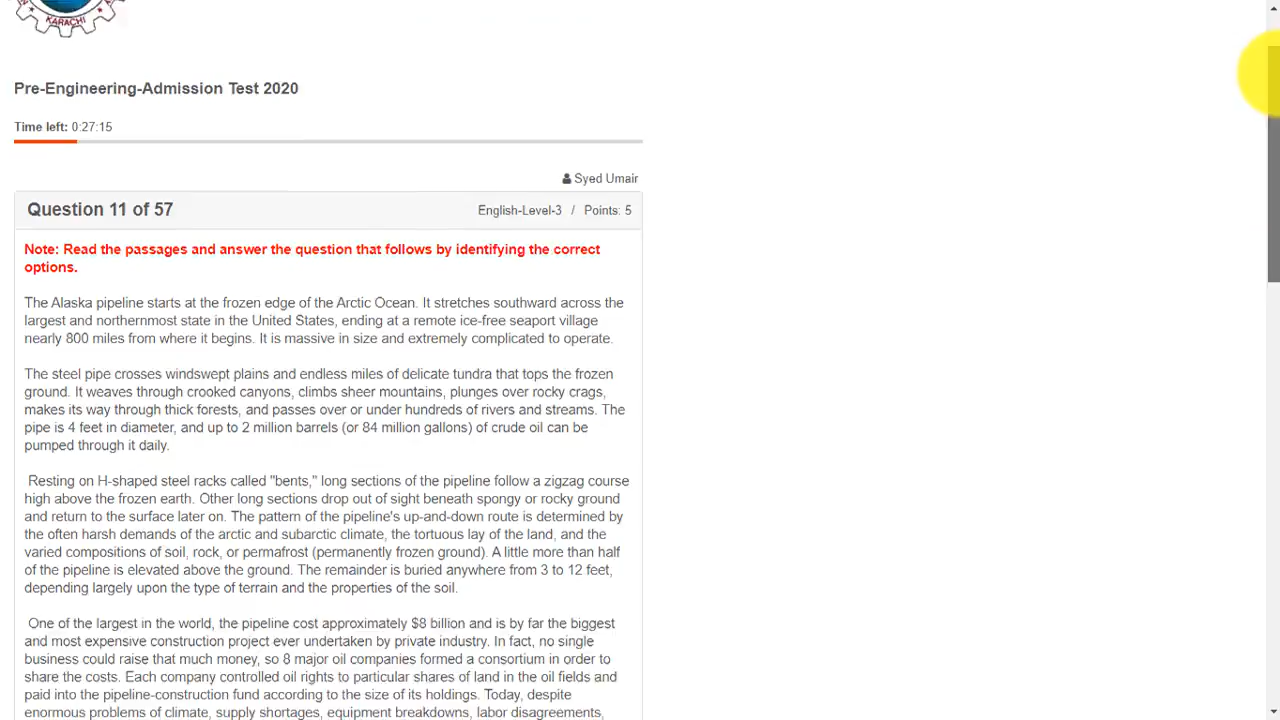 KARACHI
Pre-Engineering-Admission Test 2020
Time left: 0:27:15
Syed Umair
Question 11 of 57
English-Level-3 / Points: 5
Note: Read the passages and answer the question that follows by identifying the correct
options.
The Alaska pipeline starts at the frozen edge of the Arctic Ocean. It stretches southward across the
largest and northernmost state in the United States, ending at a remote ice-free seaport village
nearly 800 miles from where it begins. It is massive in size and extremely complicated to operate.
The steel pipe crosses windswept plains and endless miles of delicate tundra that tops the frozen
ground. It weaves through crooked canyons, climbs sheer mountains, plunges over rocky crags,
makes its way through thick forests, and passes over or under hundreds of rivers and streams. The
pipe is 4 feet in diameter, and up to 2 million barrels (or 84 million gallons) of crude oil can be
pumped through it daily.
Resting on H-shaped steel racks called "bents," long sections of the pipeline follow a zigzag course
high above the frozen earth. Other long sections drop out of sight beneath spongy or rocky ground
and return to the surface later on. The pattern of the pipeline's up-and-down route is determined by
the often harsh demands of the arctic and subarctic climate, the tortuous lay of the land, and the
varied compositions of soil, rock, or permafrost (permanently frozen ground). A little more than half
of the pipeline is elevated above the ground. The remainder is buried anywhere from 3 to 12 feet,
depending largely upon the type of terrain and the properties of the soil.
One of the largest in the world, the pipeline cost approximately $8 billion and is by far the biggest
and most expensive construction project ever undertaken by private industry. In fact, no single
business could raise that much money, so 8 major oil companies formed a consortium in order to
share the costs. Each company controlled oil rights to particular shares of land in the oil fields and
paid into the pipeline-construction fund according to the size of its holdings. Today, despite
enormous problems of climate, supply shortages, equipment breakdowns, labor disagreements,